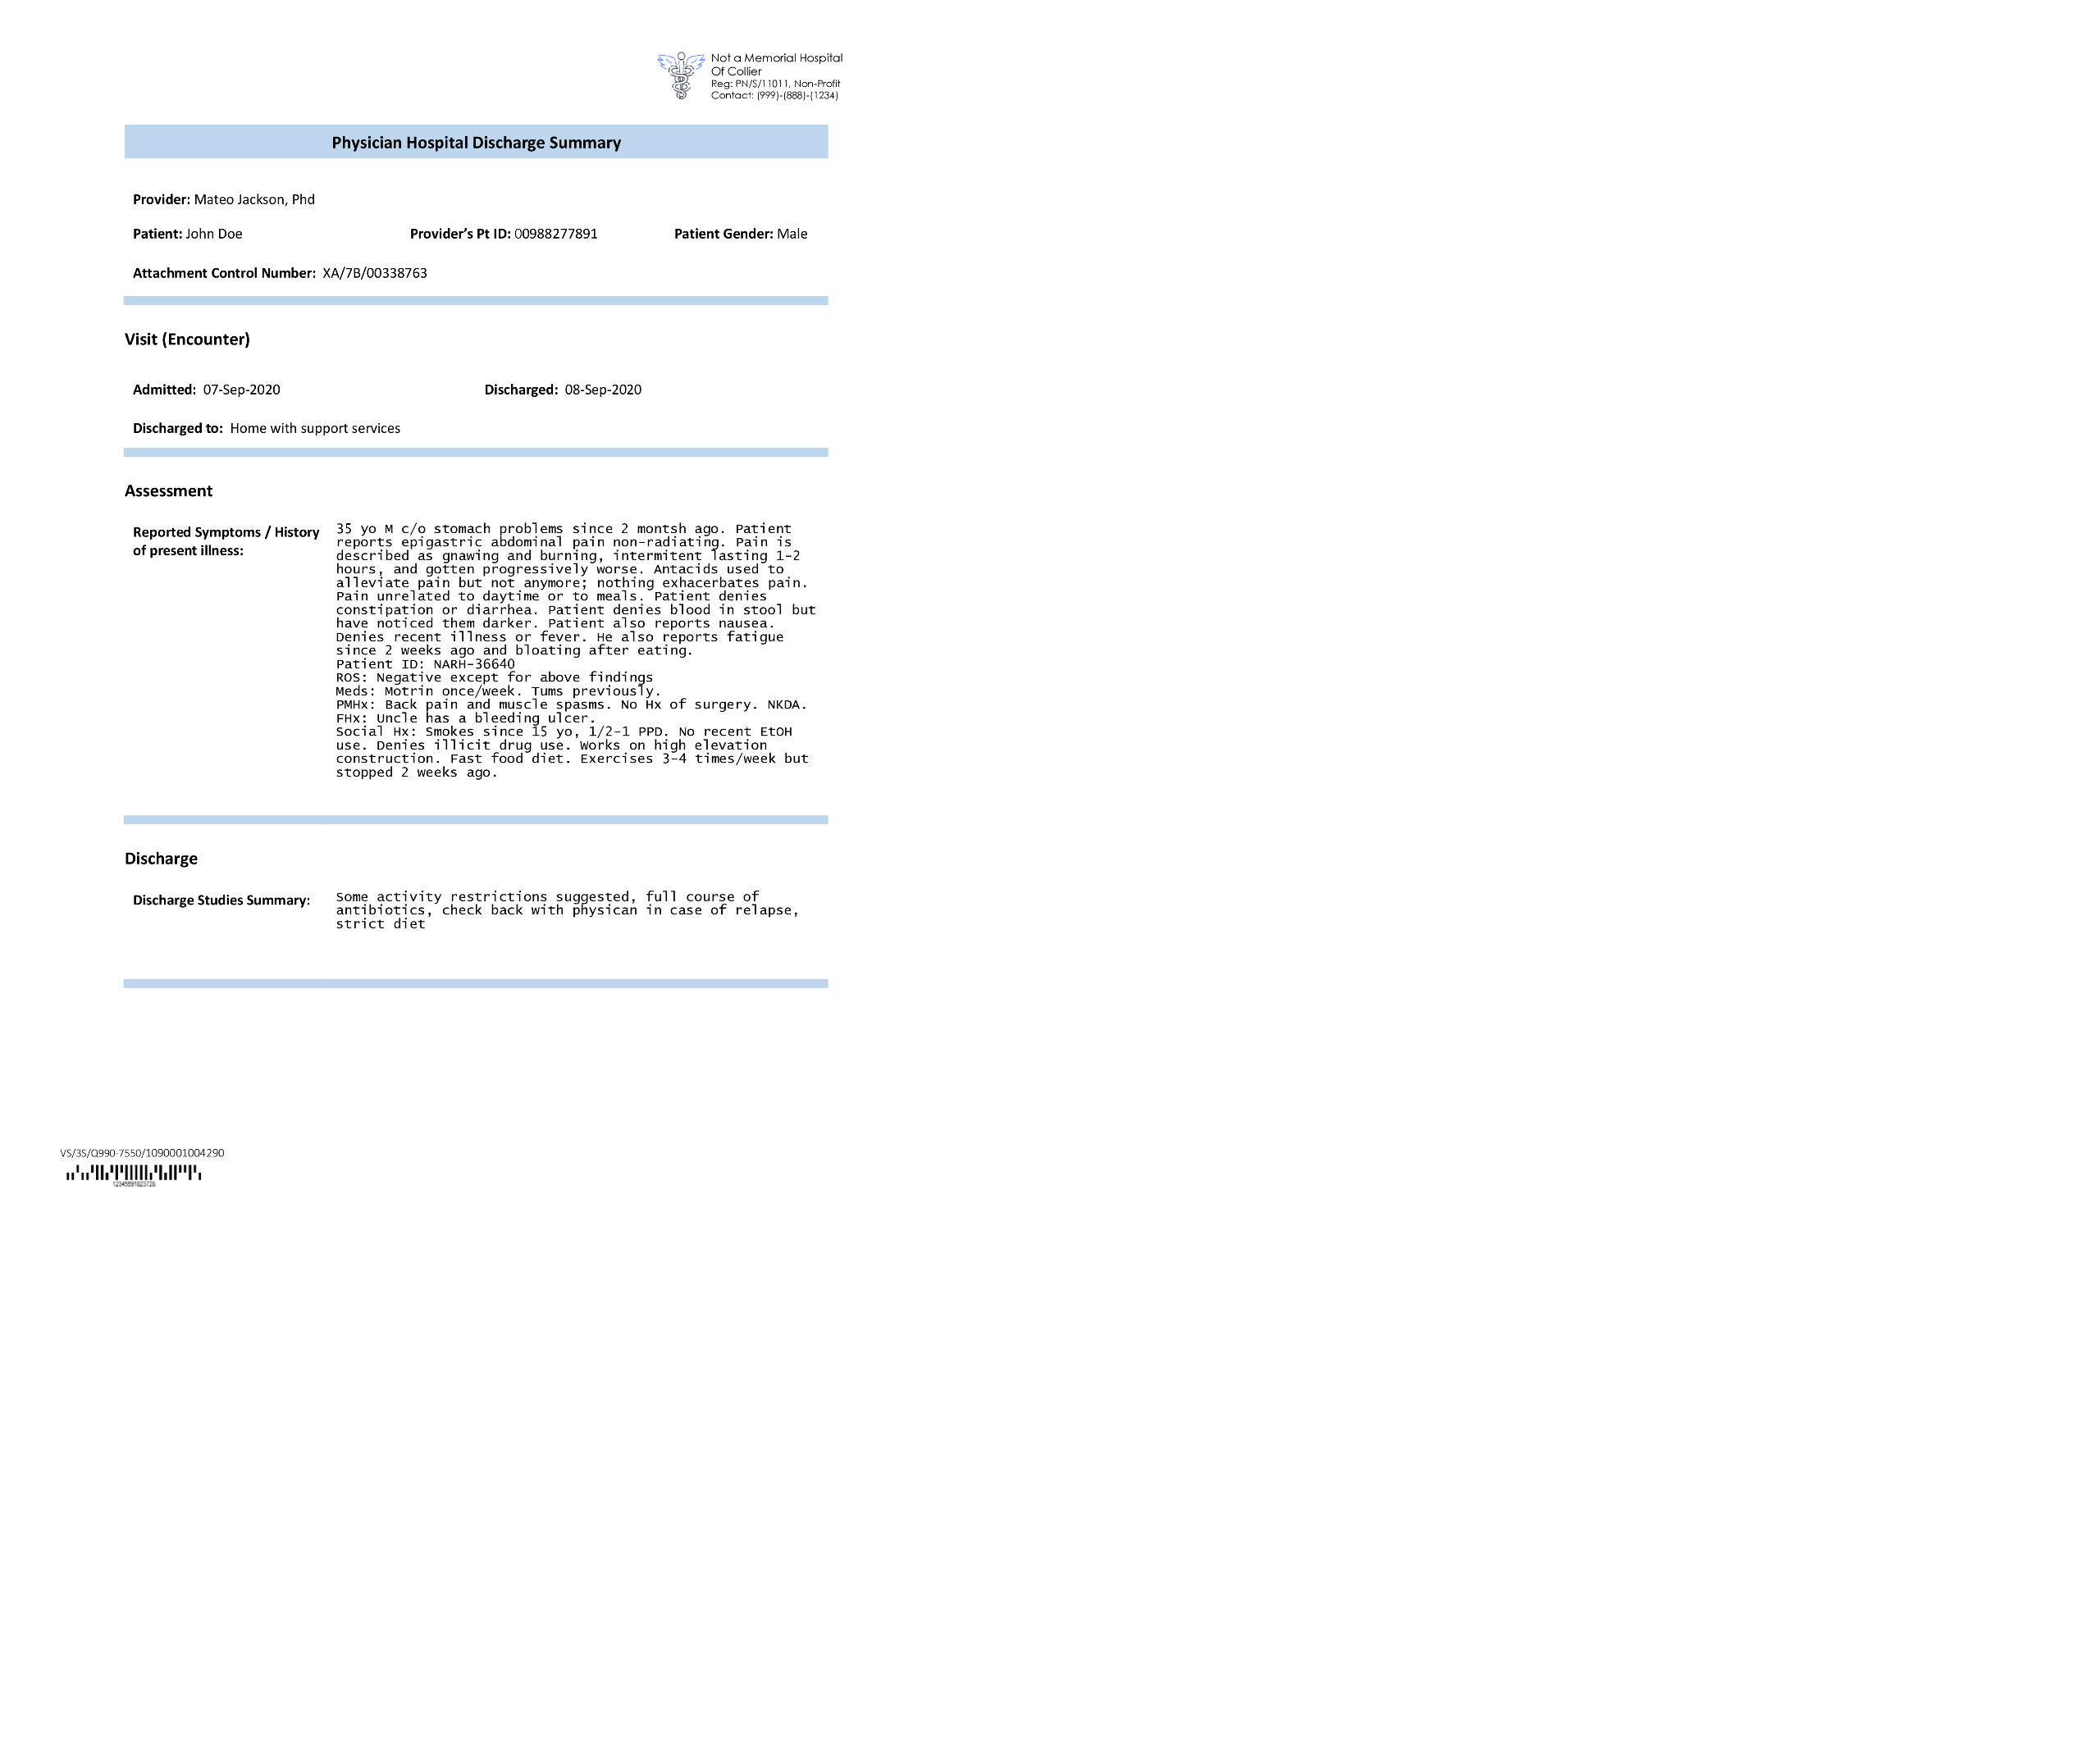 Not a Memorial Hospital
Of Collier
Reg: PN/S/11011, Non-Profit
Contact: (999)-(888)-(1234)
Physician Hospital Discharge Summary
Provider: Mateo Jackson, Phd
Patient: John Doe Provider's Pt ID: 00988277891 Patient Gender: Male
Attachment Control Number: XA/7B/00338763
Visit (Encounter)
Admitted: 07-Sep-2020 Discharged: 08-Sep-2020
Discharged to: Home with support services
Assessment
Reported Symptoms / History
of present illness:
35 yo M c/o stomach problems since 2 montsh ago. Patient
reports epigastric abdominal pain non-radiating. Pain is
described as gnawing and burning, intermitent lasting 1-2
hours, and gotten progressively worse. Antacids used to
alleviate pain but not anymore; nothing exhacerbates pain.
Pain unrelated to daytime or to meals. Patient denies
constipation or diarrhea. Patient denies blood in stool but
have noticed them darker. Patient also reports nausea.
Denies recent illness or fever. He also reports fatigue
since 2 weeks ago and bloating after eating.
Patient ID: NARH-36640
ROS: Negative except for above findings
Meds: Motrin once/week. Tums previously.
PMHx: Back pain and muscle spasms. No Hx of surgery. NKDA.
FHx: Uncle has a bleeding ulcer.
Social Hx: Smokes since 15 yo, 1/2-1 PPD. No recent EtOH
use. Denies illicit drug use. Works on high elevation
construction. Fast food diet. Exercises 3-4 times/week but
stopped 2 weeks ago.
Discharge
Discharge Studies Summary:
Some activity restrictions suggested, full course of
antibiotics, check back with physican in case of relapse,
strict diet
VS/3S/Q990-7550/1090001004290